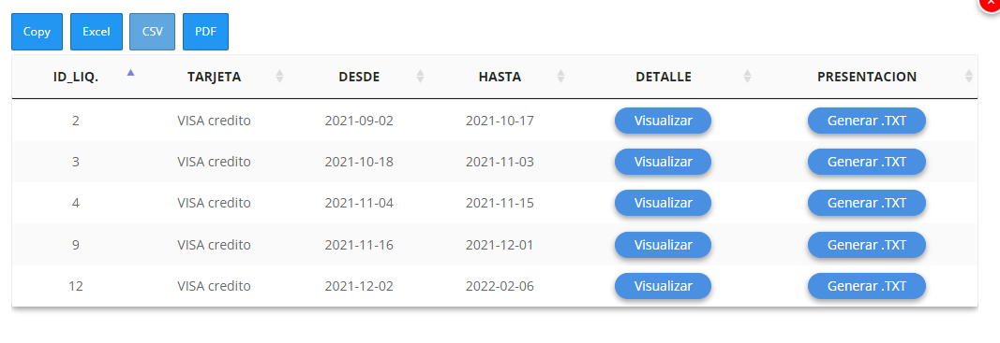 Copy Excel CSV PDF
ID_LIQ. TARJETA DESDE HASTA DETALLE PRESENTACION
2 VISA credito 2021-09-02 2021-10-17 Visualizar Generar .TXT
3 VISA credito 2021-10-18 2021-11-03 Visualizar Generar .TXT
4 VISA credito 2021-11-04 2021-11-15 Visualizar Generar .TXT
9 VISA credito 2021-11-16 2021-12-01 Visualizar Generar .TXT
12 VISA credito 2021-12-02 2022-02-06 Visualizar Generar .TXT